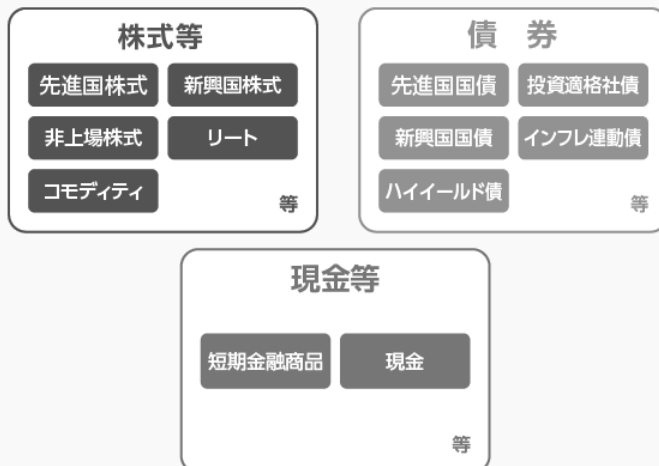 株式等
先進国株式
新興国株式
非上場株式
リート
コモディティ
等
債 券
先進国国債
投資適格社債
新興国国債
インフレ連動債
ハイイールド債
等
現金等
短期金融商品
現金
等